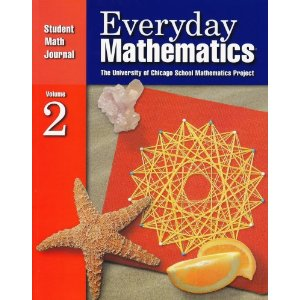 Student
Math
Journal
Volume
2
Everyday
Mathematics
The University of Chicago School Mathematics Project